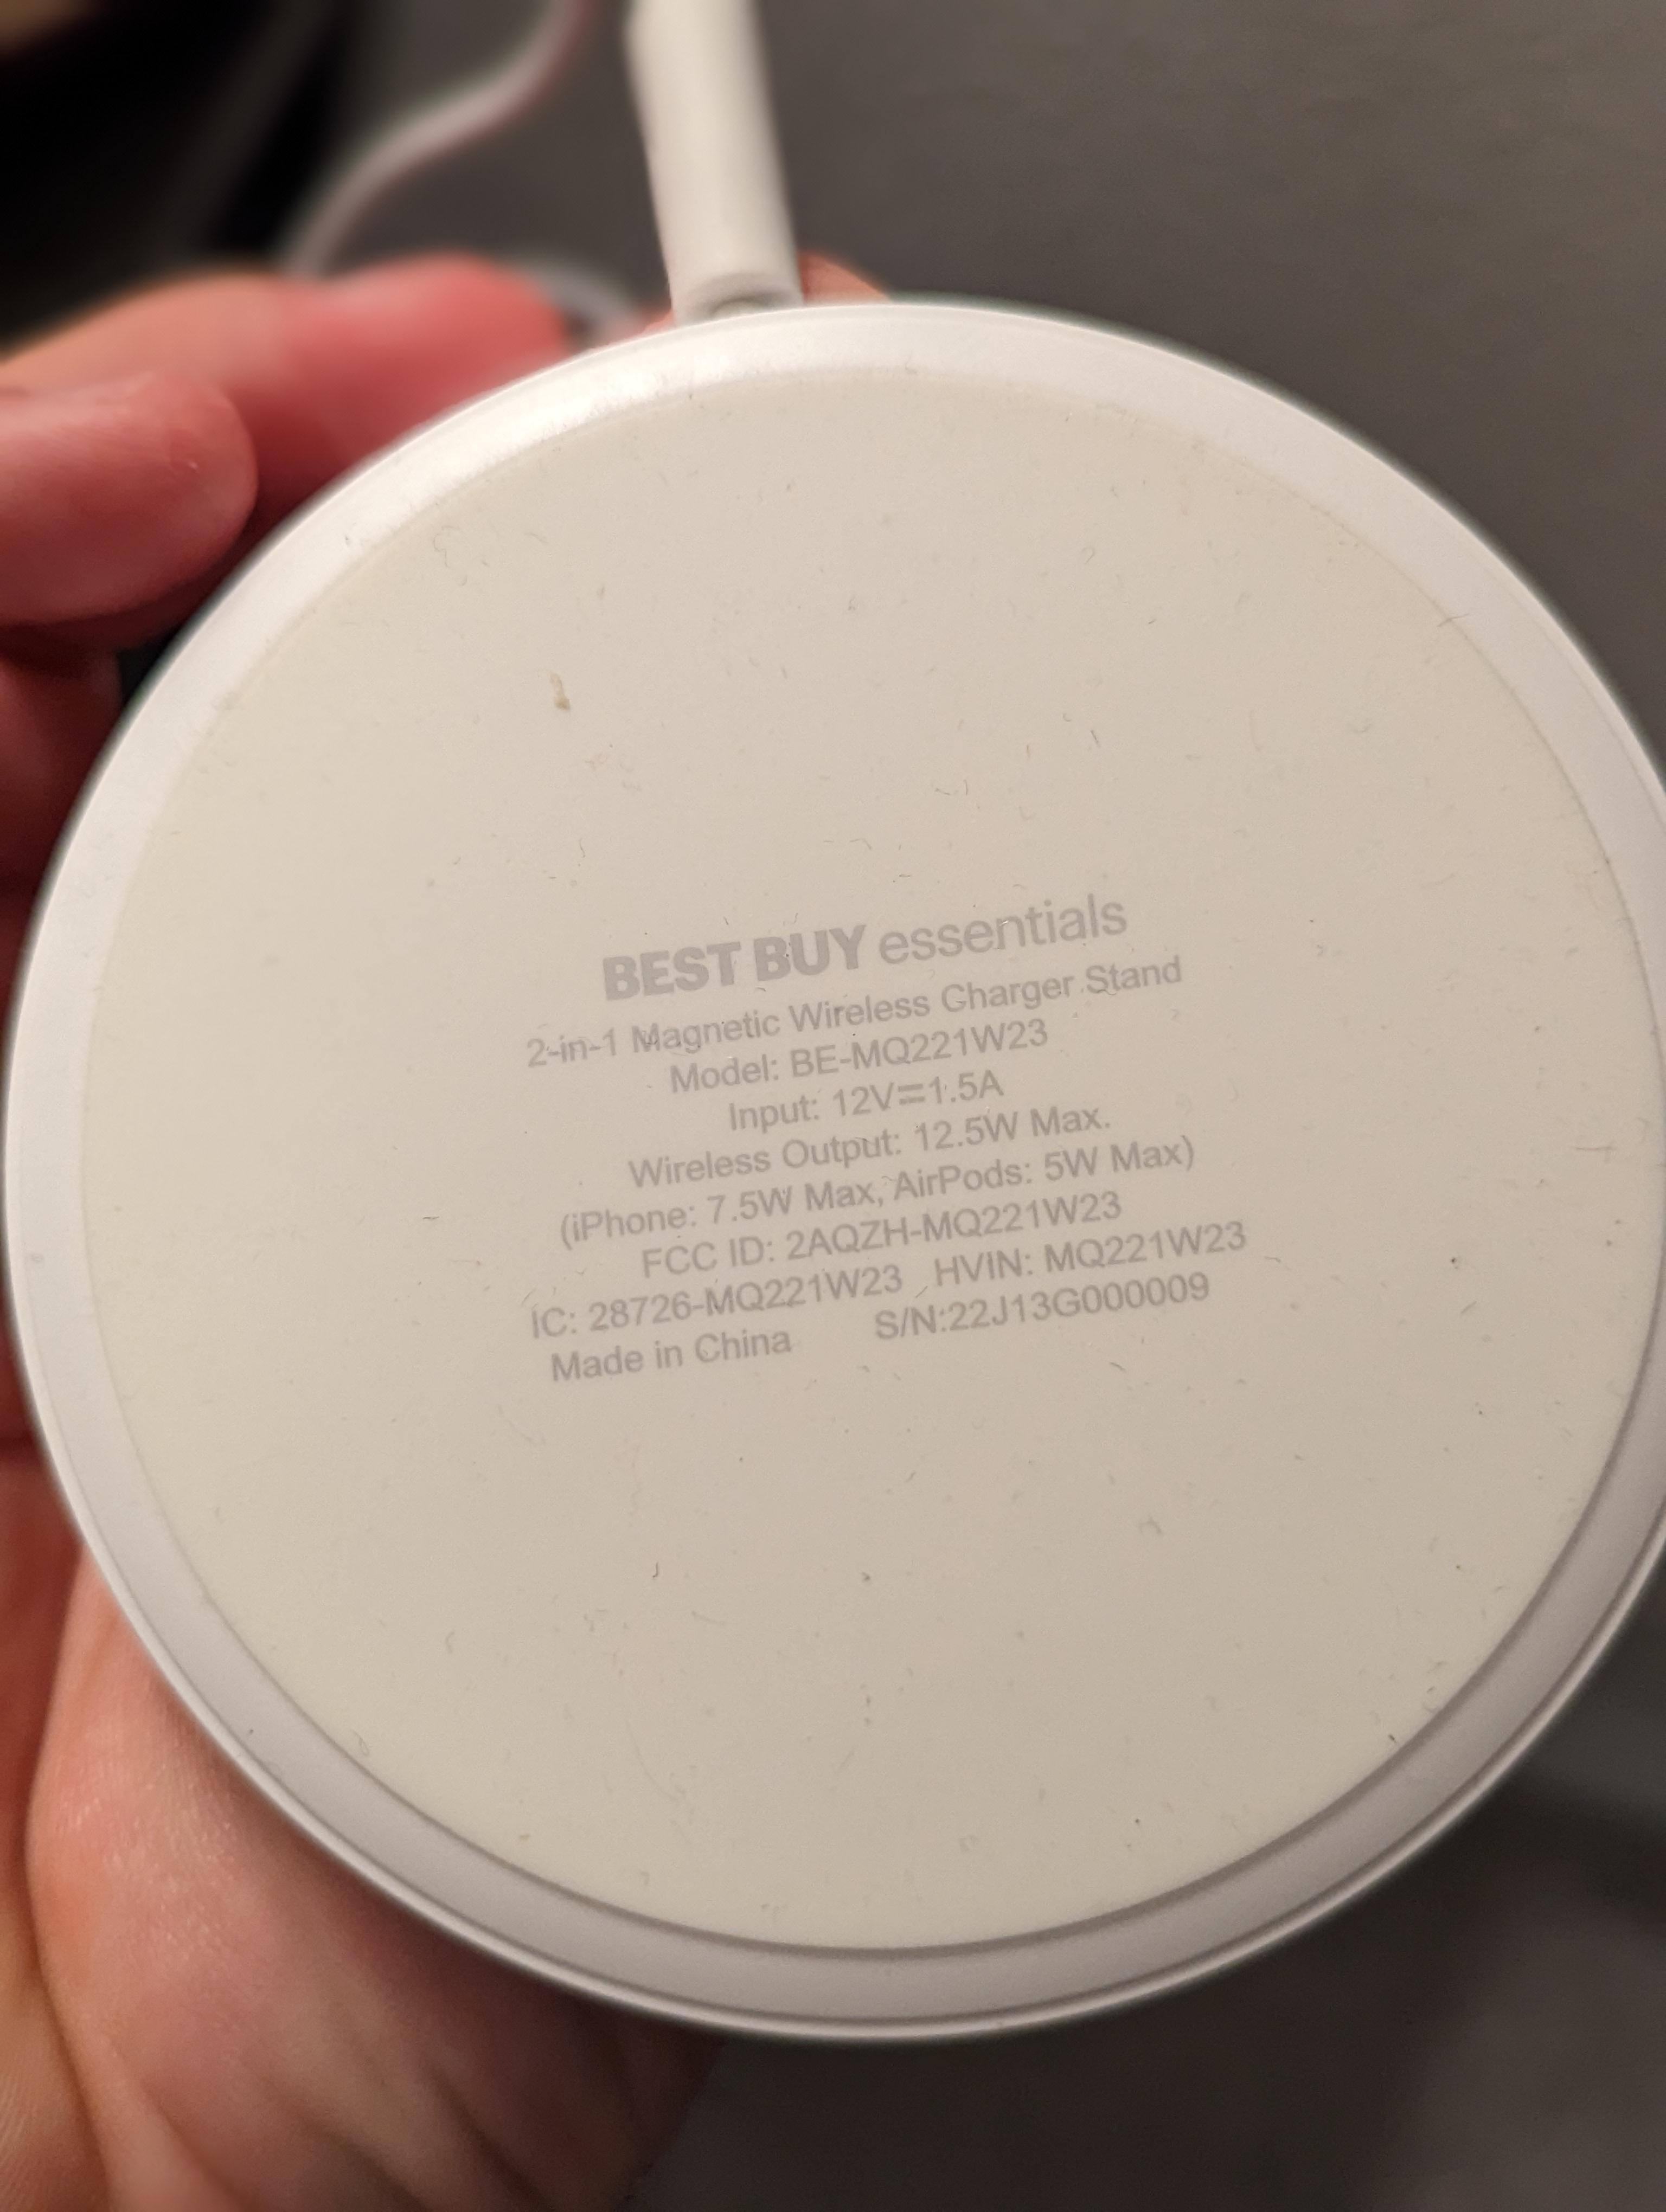 BEST BUY essentials
2-in-1 Magnetic Wireless Charger Stand
Model: BE-MQ221W23
Input: 12V⎓1.5A
Wireless Output: 12.5W Max.
(iPhone: 7.5W Max, AirPods: 5W Max)
FCC ID: 2AQZH-MQ221W23
IC: 28726-MQ221W23 HVIN: MQ221W23
Made in China S/N:22J13G000009